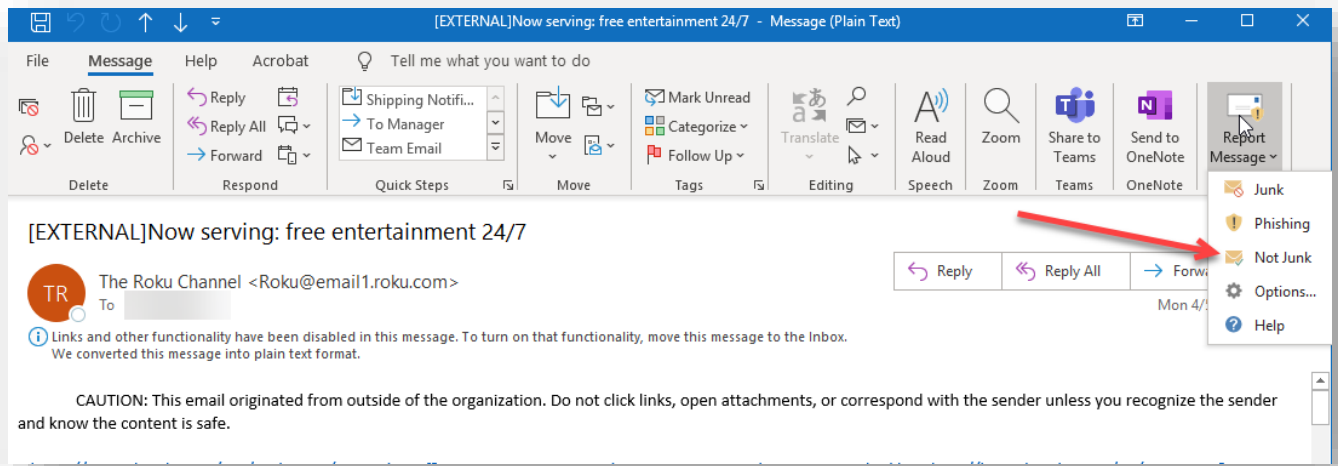 [EXTERNAL]Now serving: free entertainment 24/7 - Message (Plain Text)
File Message Help Acrobat Tell me what you want to do
Delete Archive
Reply
Reply All
Forward
Shipping Notifi...
To Manager
Team Email
Move
Mark Unread
Categorize
Follow Up
Translate
Read Aloud
Zoom
Share to Teams
Send to OneNote
Report Message
Delete Respond Quick Steps Move Tags Editing Speech Zoom Teams OneNote
Junk
Phishing
Not Junk
Options...
Help
[EXTERNAL]Now serving: free entertainment 24/7
TR
The Roku Channel <Roku@email1.roku.com>
To
Reply Reply All
Mon
Links and other functionality have been disabled in this message. To turn on that functionality, move this message to the Inbox.
We converted this message into plain text format.
CAUTION: This email originated from outside of the organization. Do not click links, open attachments, or correspond with the sender unless you recognize the sender
and know the content is safe.